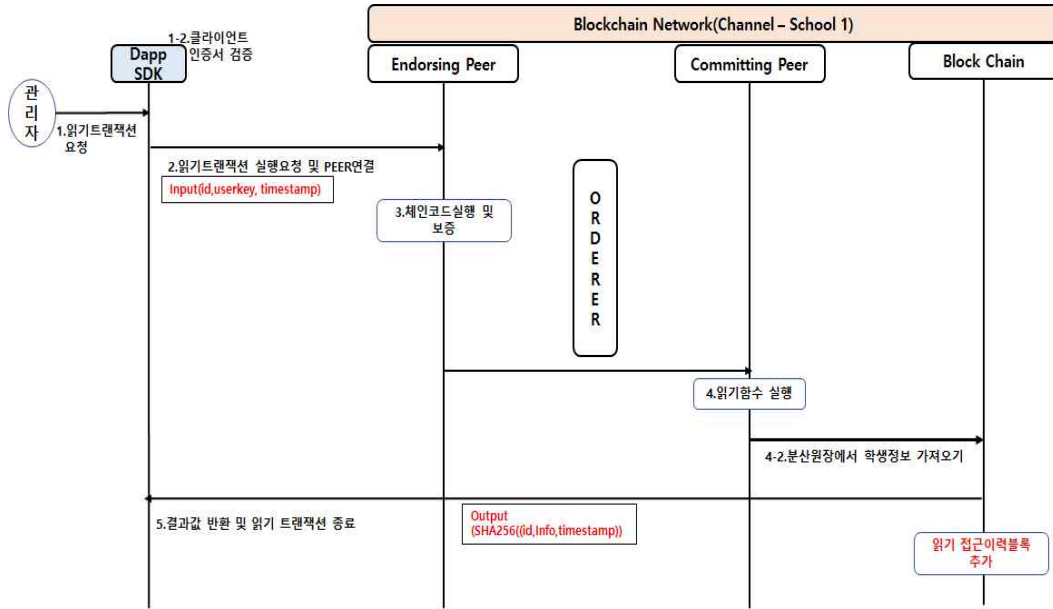 Blockchain Network(Channel – School 1)
1-2.클라이언트
인증서 검증
Dapp
SDK
Endorsing Peer
Committing Peer
Block Chain
관
리
자
1.읽기트랜잭션
요청
2.읽기트랜잭션 실행요청 및 PEER연결
Input(id,userkey, timestamp)
3.체인코드실행 및
보증
O
R
D
E
R
E
R
4.읽기함수 실행
4-2.분산원장에서 학생정보 가져오기
5.결과값 반환 및 읽기 트랜잭션 종료
Output
(SHA256((id,Info,timestamp))
읽기 접근이력블록
추가